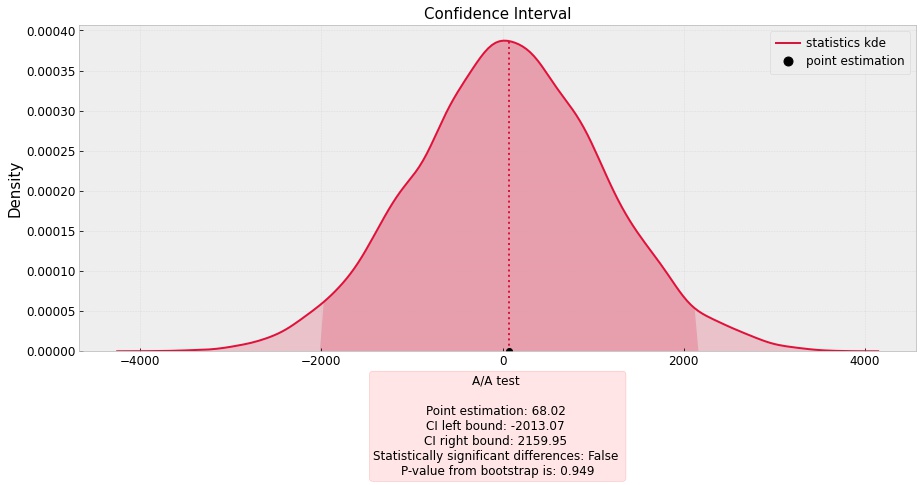 Confidence Interval
statistics kde
point estimation
Density
0.00040
0.00035
0.00030
0.00025
0.00020
0.00015
0.00010
0.00005
0.00000
−4000
−2000
0
2000
4000
A/A test
Point estimation: 68.02
CI left bound: -2013.07
CI right bound: 2159.95
Statistically significant differences: False
P-value from bootstrap is: 0.949